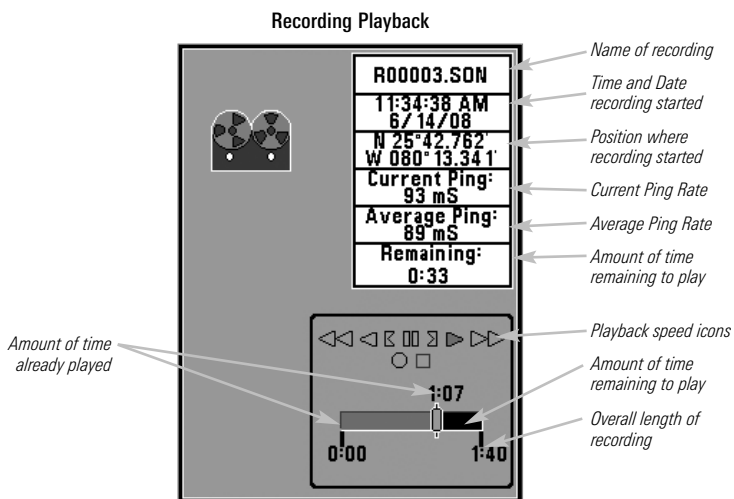 Recording Playback
R00003.SON
11:34:38 AM
6/14/08
N 25°42.762'
W 080°13.341'
Current Ping:
93 mS
Average Ping:
89 mS
Remaining:
0:33
Name of recording
Time and Date
recording started
Position where
recording started
Current Ping Rate
Average Ping Rate
Amount of time
remaining to play
Amount of time
already played
1:07
0:00
1:40
Playback speed icons
Amount of time
remaining to play
Overall length of
recording